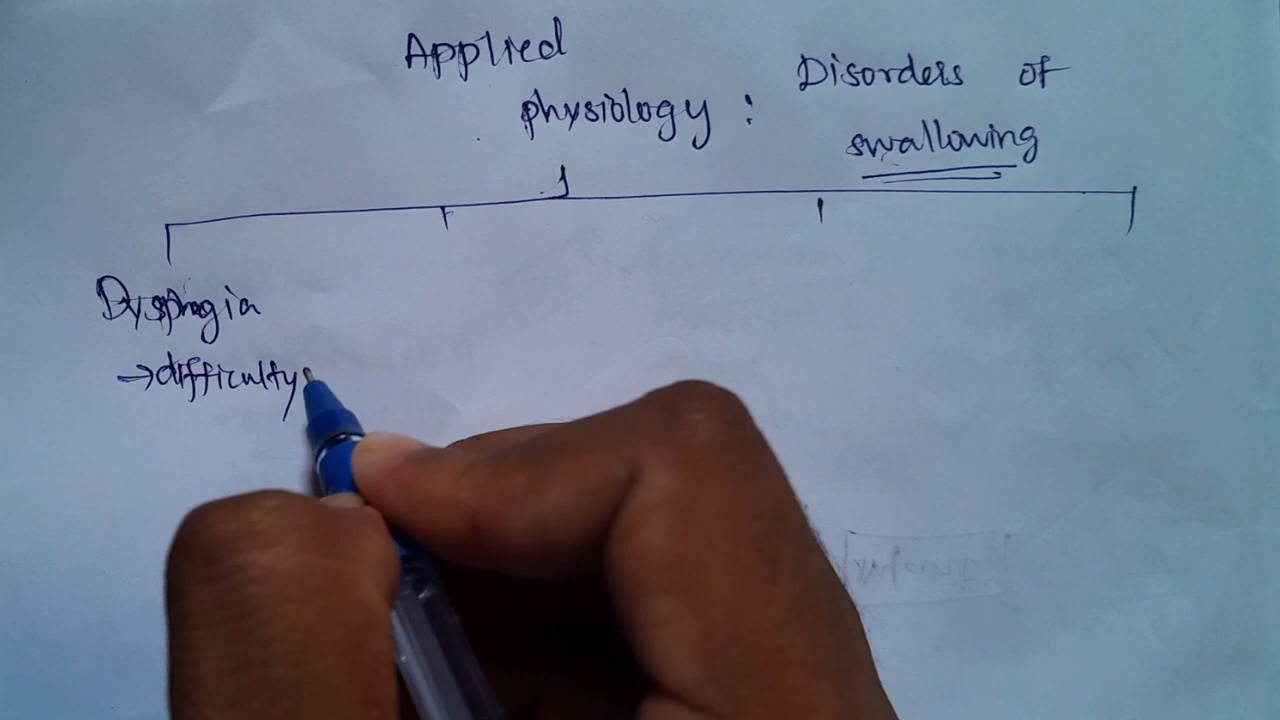 Applied
physiology :
Disorders of
swallowing
Dysphagia
→difficulty